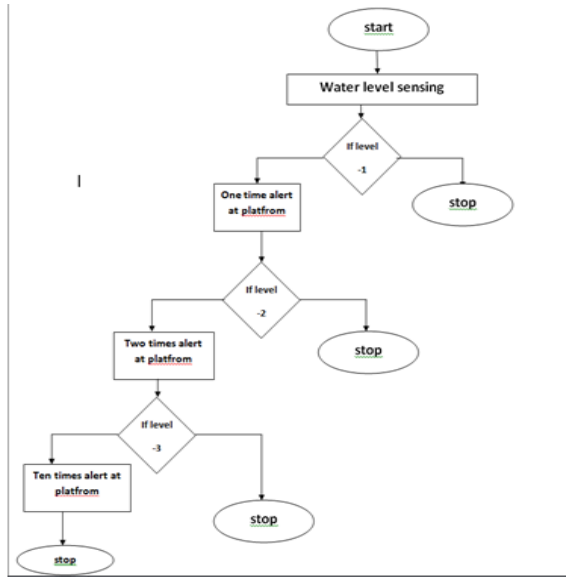 start
Water level sensing
If level
-1
One time alert
at platfrom
stop
If level
-2
Two times alert
at platfrom
stop
If level
-3
Ten times alert at
platfrom
stop
stop